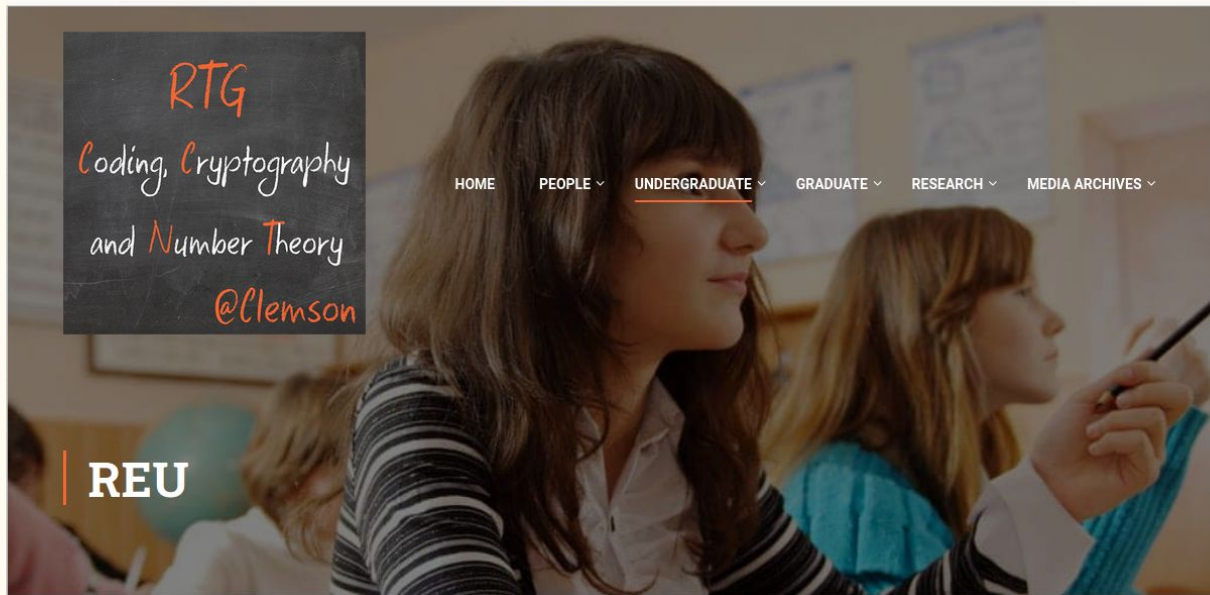 RTG
Coding, Cryptography
and Number Theory
@Clemson
HOME PEOPLE UNDERGRADUATE GRADUATE RESEARCH MEDIA ARCHIVES
REU